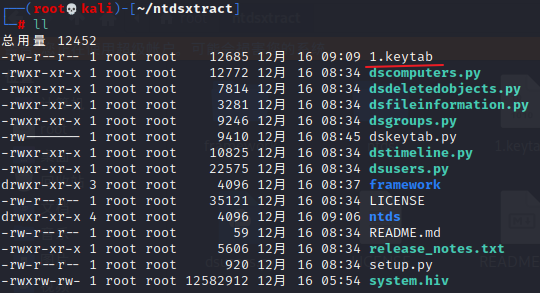 ┌──(root💀kali)-[~/ntdsxtract]
└─# ll
总用量 12452
-rw-r--r-- 1 root root 12685 12月 16 09:09 1.keytab
-rwxr-xr-x 1 root root 12772 12月 16 08:34 dscomputers.py
-rwxr-xr-x 1 root root 7814 12月 16 08:34 dsdeletedobjects.py
-rwxr-xr-x 1 root root 3281 12月 16 08:34 dsfileinformation.py
-rwxr-xr-x 1 root root 9246 12月 16 08:34 dsgroups.py
-rw------- 1 root root 9410 12月 16 08:45 dskeytab.py
-rwxr-xr-x 1 root root 10825 12月 16 08:34 dstimeline.py
-rwxr-xr-x 1 root root 22575 12月 16 08:34 dsusers.py
drwxr-xr-x 3 root root 4096 12月 16 08:37 framework
-rw-r--r-- 1 root root 35121 12月 16 08:34 LICENSE
drwxr-xr-x 4 root root 4096 12月 16 09:06 ntds
-rw-r--r-- 1 root root 59 12月 16 08:34 README.md
-rwxr-xr-x 1 root root 5606 12月 16 08:34 release_notes.txt
-rw-r--r-- 1 root root 920 12月 16 08:34 setup.py
-rwxrw-rw- 1 root root 12582912 12月 16 05:54 system.hiv